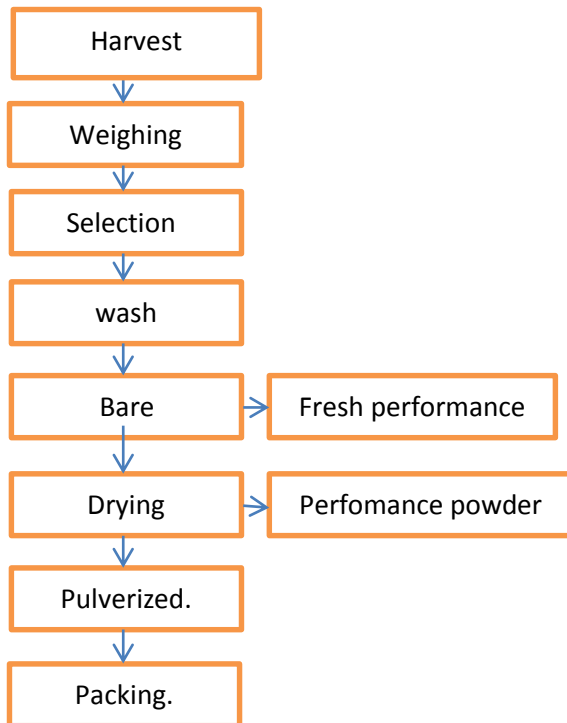 Harvest
Weighing
Selection
wash
Bare
Fresh performance
Drying
Perfomance powder
Pulverized.
Packing.